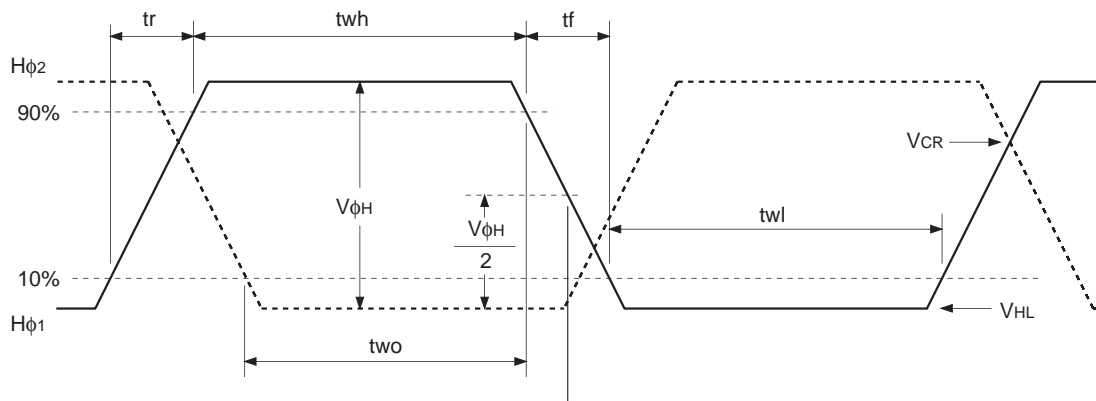 tr
twh
tf
Hϕ2
90%
VCR
VϕH
VϕH
2
twl
10%
VHL
Hϕ1
two